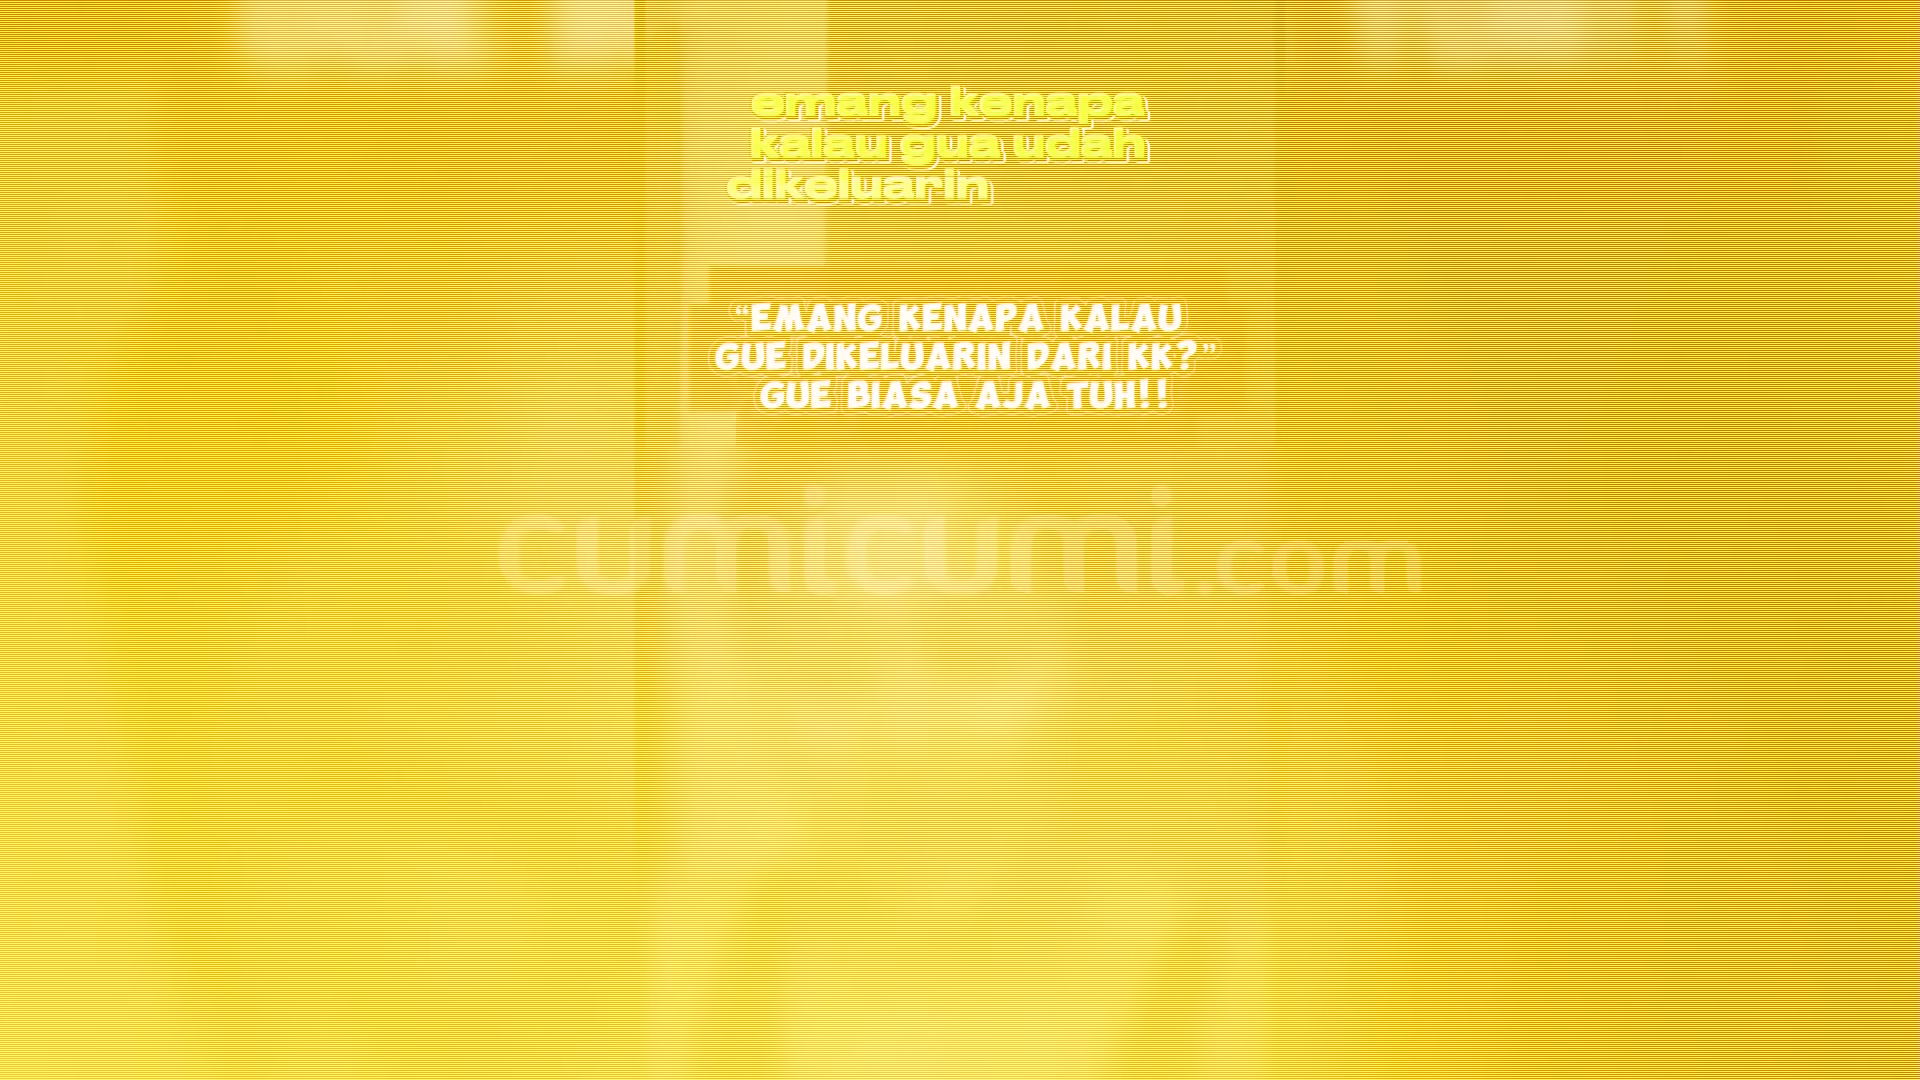 emang kenapa
kalau gua udah
dikeluarin
“EMANG KENAPA KALAU
GUE DIKELUARIN DARI KK?”
GUE BIASA AJA TUH!!
cumicumi.com